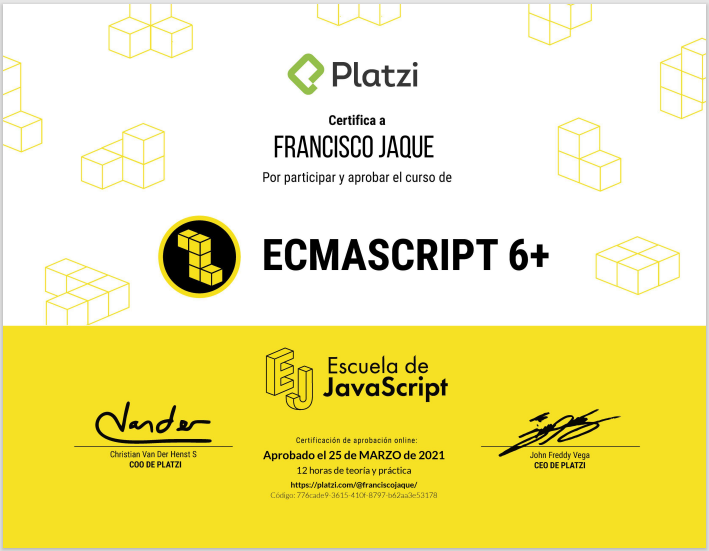 Platzi
Certifica a
FRANCISCO JAQUE
Por participar y aprobar el curso de
ECMASCRIPT 6+
EJ
Escuela de
JavaScript
Vander
Christian Van Der Henst S
COO DE PLATZI
Certificación de aprobación online:
Aprobado el 25 de MARZO de 2021
12 horas de teoría y práctica
https://platzi.com/@franciscojaque/
Código: 776cade9-3615-410f-8797-b62aa3e53178
John Freddy Vega
CEO DE PLATZI